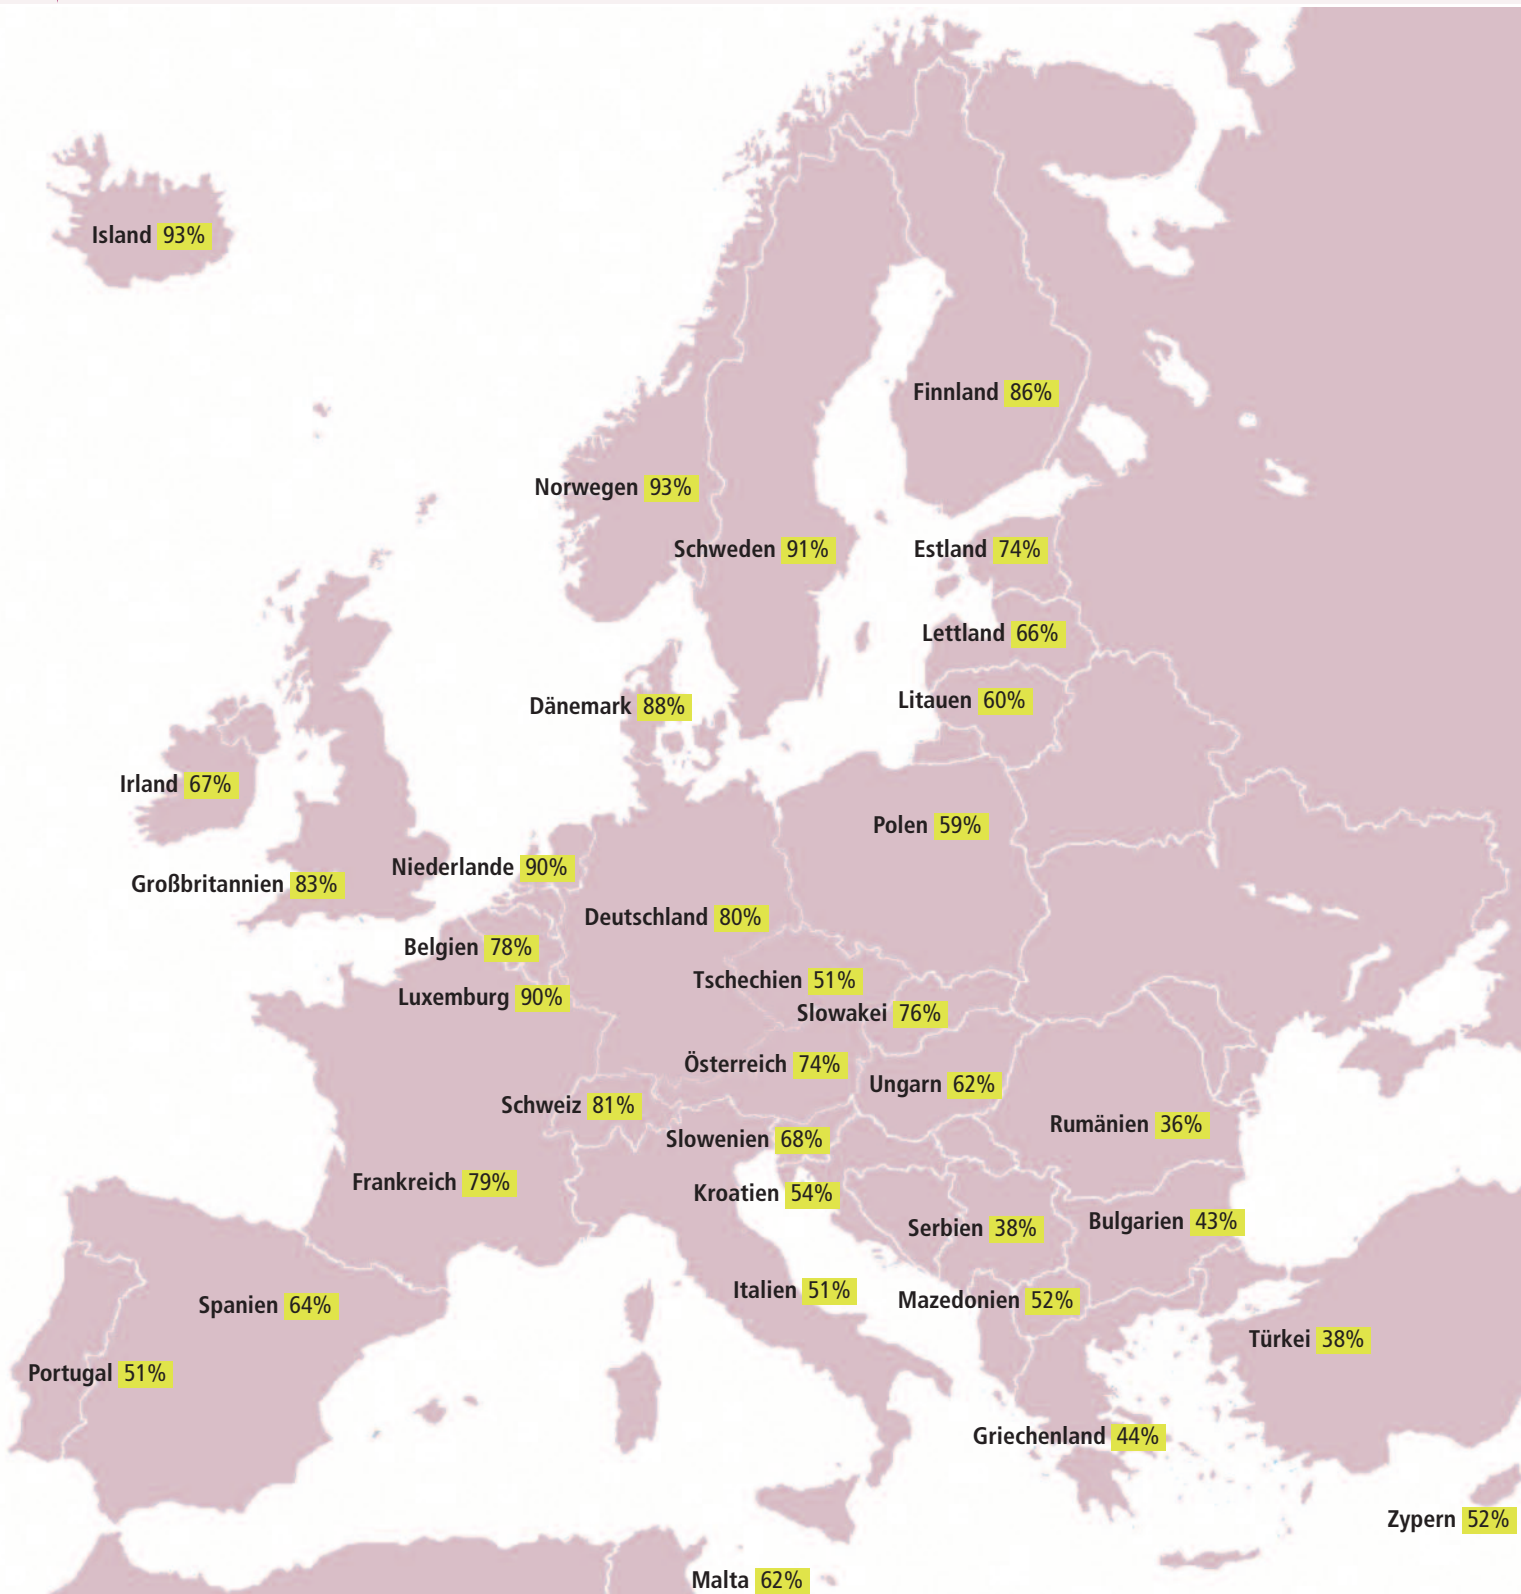 Island 93%
Finnland 86%
Norwegen 93%
Schweden 91%
Estland 74%
Lettland 66%
Litauen 60%
Dänemark 88%
Irland 67%
Polen 59%
Niederlande 90%
Großbritannien 83%
Deutschland 80%
Belgien 78%
Tschechien 51%
Luxemburg 90%
Slowakei 76%
Österreich 74%
Ungarn 62%
Schweiz 81%
Rumänien 36%
Slowenien 68%
Frankreich 79%
Kroatien 54%
Bulgarien 43%
Serbien 38%
Italien 51%
Mazedonien 52%
Spanien 64%
Türkei 38%
Portugal 51%
Griechenland 44%
Zypern 52%
Malta 62%